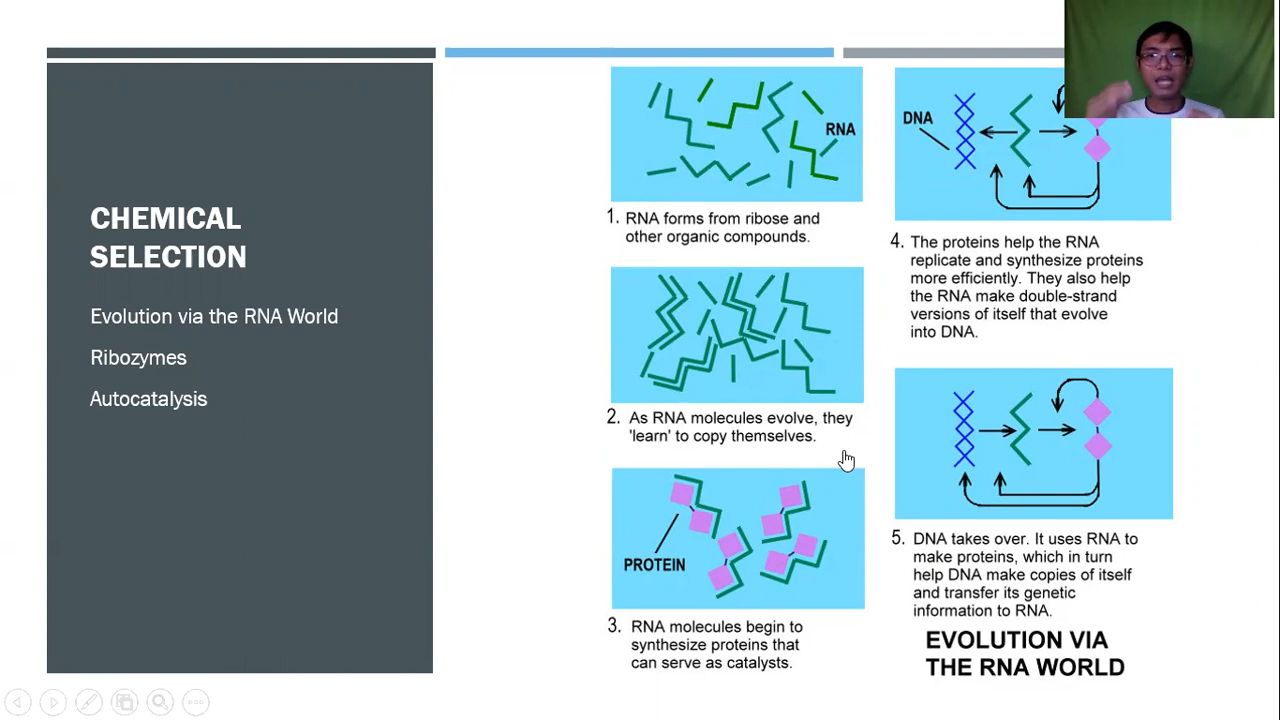 CHEMICAL
SELECTION
Evolution via the RNA World
Ribozymes
Autocatalysis
RNA
1. RNA forms from ribose and
other organic compounds.
2. As RNA molecules evolve, they
'learn' to copy themselves.
PROTEIN
3. RNA molecules begin to
synthesize proteins that
can serve as catalysts.
DNA
4. The proteins help the RNA
replicate and synthesize proteins
more efficiently. They also help
the RNA make double-strand
versions of itself that evolve
into DNA.
5. DNA takes over. It uses RNA to
make proteins, which in turn
help DNA make copies of itself
and transfer its genetic
information to RNA.
EVOLUTION VIA
THE RNA WORLD